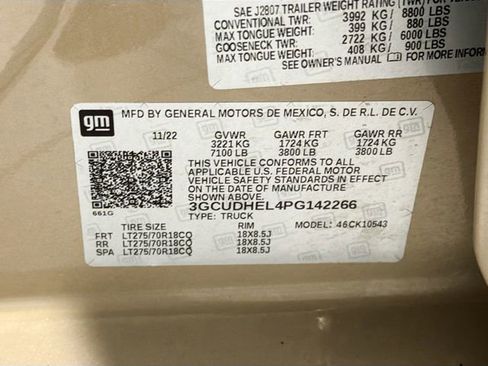 SAE J2807 TRAILER WEIGHT RATING (TWR)
CONVENTIONAL TWR: 3992 KG / 8800 LBS
MAX TONGUE WEIGHT: 399 KG / 880 LBS
GOOSENECK TWR: 2722 KG / 6000 LBS
MAX TONGUE WEIGHT: 408 KG / 900 LBS
SEE OWNER'S MANUAL FOR
gm
MFD BY GENERAL MOTORS DE MEXICO, S. DE R.L. DE C.V.
11/22 GVWR GAWR FRT GAWR RR
3221 KG 1724 KG 1724 KG
7100 LB 3800 LB 3800 LB
THIS VEHICLE CONFORMS TO ALL
APPLICABLE U.S. FEDERAL MOTOR
VEHICLE SAFETY STANDARDS IN EFFECT
ON THE DATE OF MANUFACTURE
SHOWN ABOVE.
661G
3GCUDHEL4PG142266
TYPE: TRUCK MODEL: 46CK10543
TIRE SIZE RIM
FRT LT275/70R18CQ 18X8.5J
RR LT275/70R18CQ 18X8.5J
SPA LT275/70R18CQ 18X8.5J